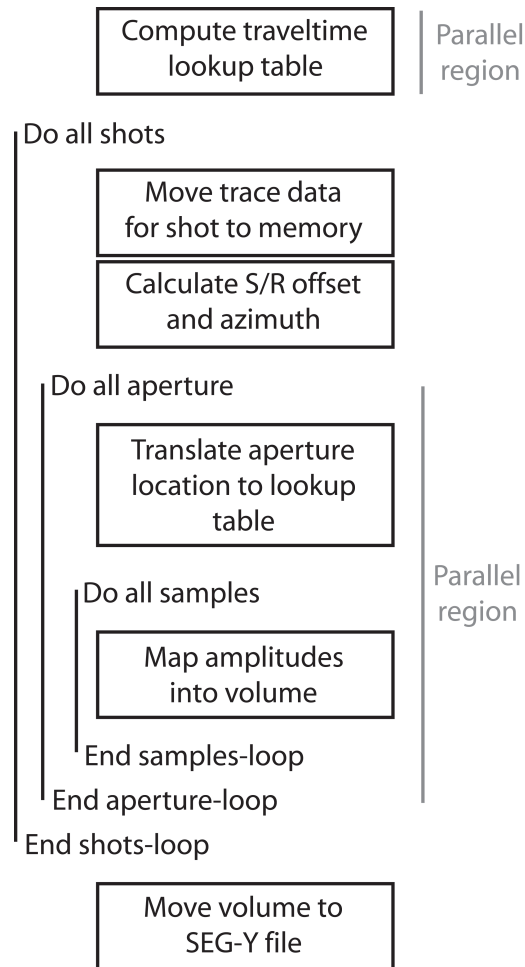 Compute traveltime
lookup table
Parallel
region
Do all shots
Move trace data
for shot to memory
Calculate S/R offset
and azimuth
Do all aperture
Translate aperture
location to lookup
table
Do all samples
Parallel
region
Map amplitudes
into volume
End samples-loop
End aperture-loop
End shots-loop
Move volume to
SEG-Y file